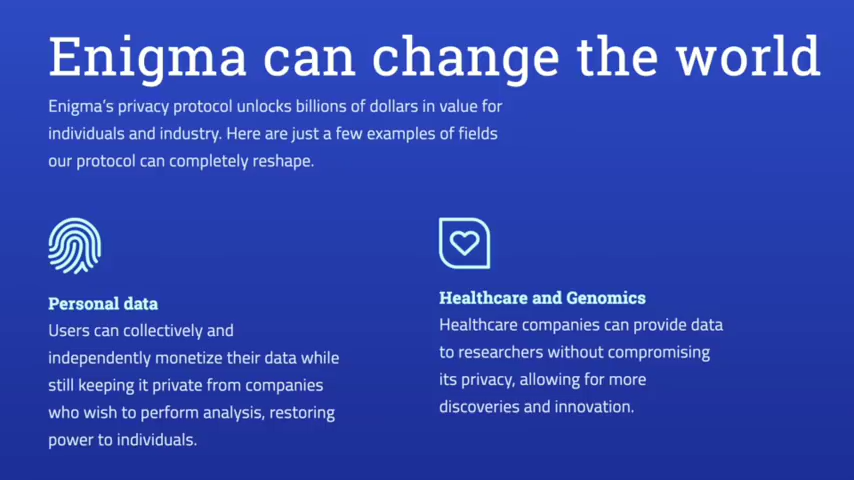 Enigma can change the world
Enigma's privacy protocol unlocks billions of dollars in value for
individuals and industry. Here are just a few examples of fields
our protocol can completely reshape.
Personal data
Users can collectively and
independently monetize their data while
still keeping it private from companies
who wish to perform analysis, restoring
power to individuals.
Healthcare and Genomics
Healthcare companies can provide data
to researchers without compromising
its privacy, allowing for more
discoveries and innovation.